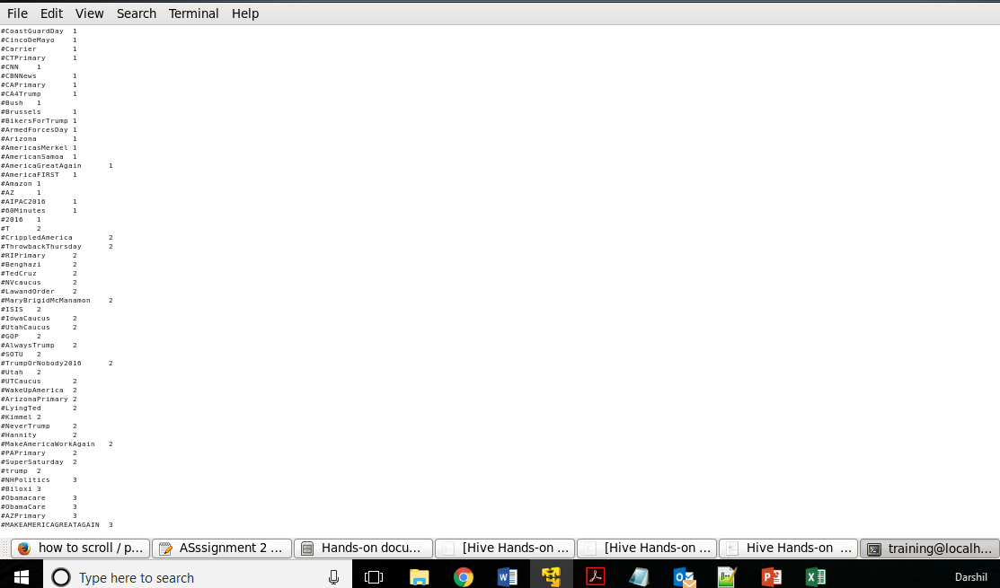 File Edit View Search Terminal Help
#CoastGuardDay 1
#CincoDeMayo 1
#Carrier 1
#CTPrimary 1
#CNN 1
#CBNNews 1
#CAPrimary 1
#CA4Trump 1
#Bush 1
#Brussels 1
#BikersForTrump 1
#ArmedForcesDay 1
#Arizona 1
#AmericasMerkel 1
#AmericanSamoa 1
#AmericaGreatAgain 1
#AmericaFIRST 1
#Amazon 1
#AZ 1
#AIPAC2016 1
#60Minutes 1
#2016 1
#T 2
#CrippledAmerica 2
#ThrowbackThursday 2
#RIPrimary 2
#Benghazi 2
#TedCruz 2
#NVcaucus 2
#LawandOrder 2
#MaryBrigidMcManamon 2
#ISIS 2
#IowaCaucus 2
#UtahCaucus 2
#GOP 2
#AlwaysTrump 2
#SOTU 2
#TrumpOrNobody2016 2
#Utah 2
#UTCaucus 2
#WakeUpAmerica 2
#ArizonaPrimary 2
#LyingTed 2
#Kimmel 2
#NeverTrump 2
#Hannity 2
#MakeAmericaWorkAgain 2
#PAPrimary 2
#SuperSaturday 2
#trump 2
#NHPolitics 3
#Biloxi 3
#Obamacare 3
#ObamaCare 3
#AZPrimary 3
#MAKEAMERICAGREATAGAIN 3
how to scroll / p... ASssignment 2 ... Hands-on docu... [Hive Hands-on ... [Hive Hands-on ... Hive Hands-on ... training@localh...
Type here to search Darshil